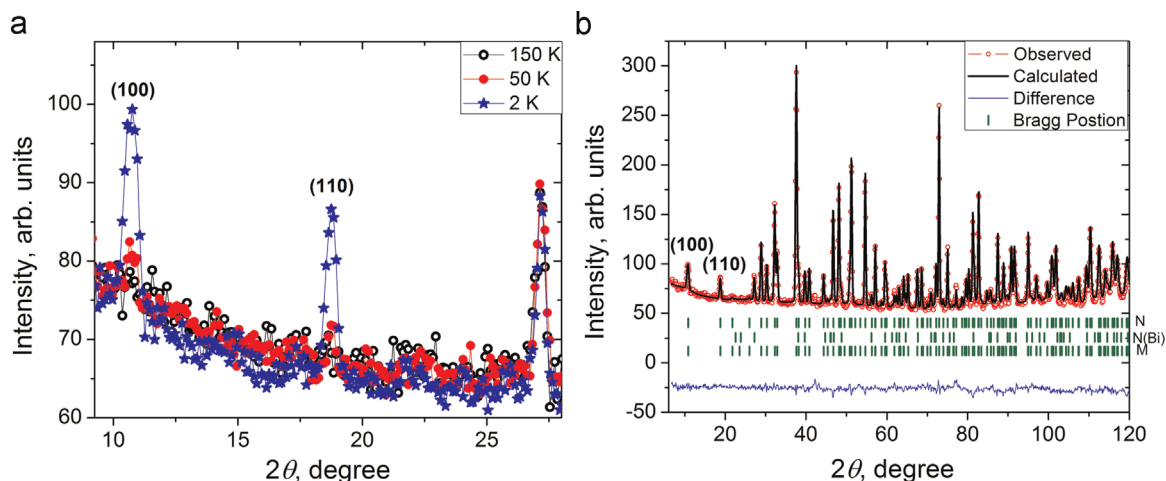 a
150 K
50 K
2 K
(100)
(110)
100
90
80
70
60
10
15
20
25
Intensity, arb. units
2θ, degree
b
Observed
Calculated
Difference
Bragg Postion
300
250
200
150
100
50
0
-50
(100)
(110)
N
N(Bi)
M
20
40
60
80
100
120
Intensity, arb. units
2θ, degree